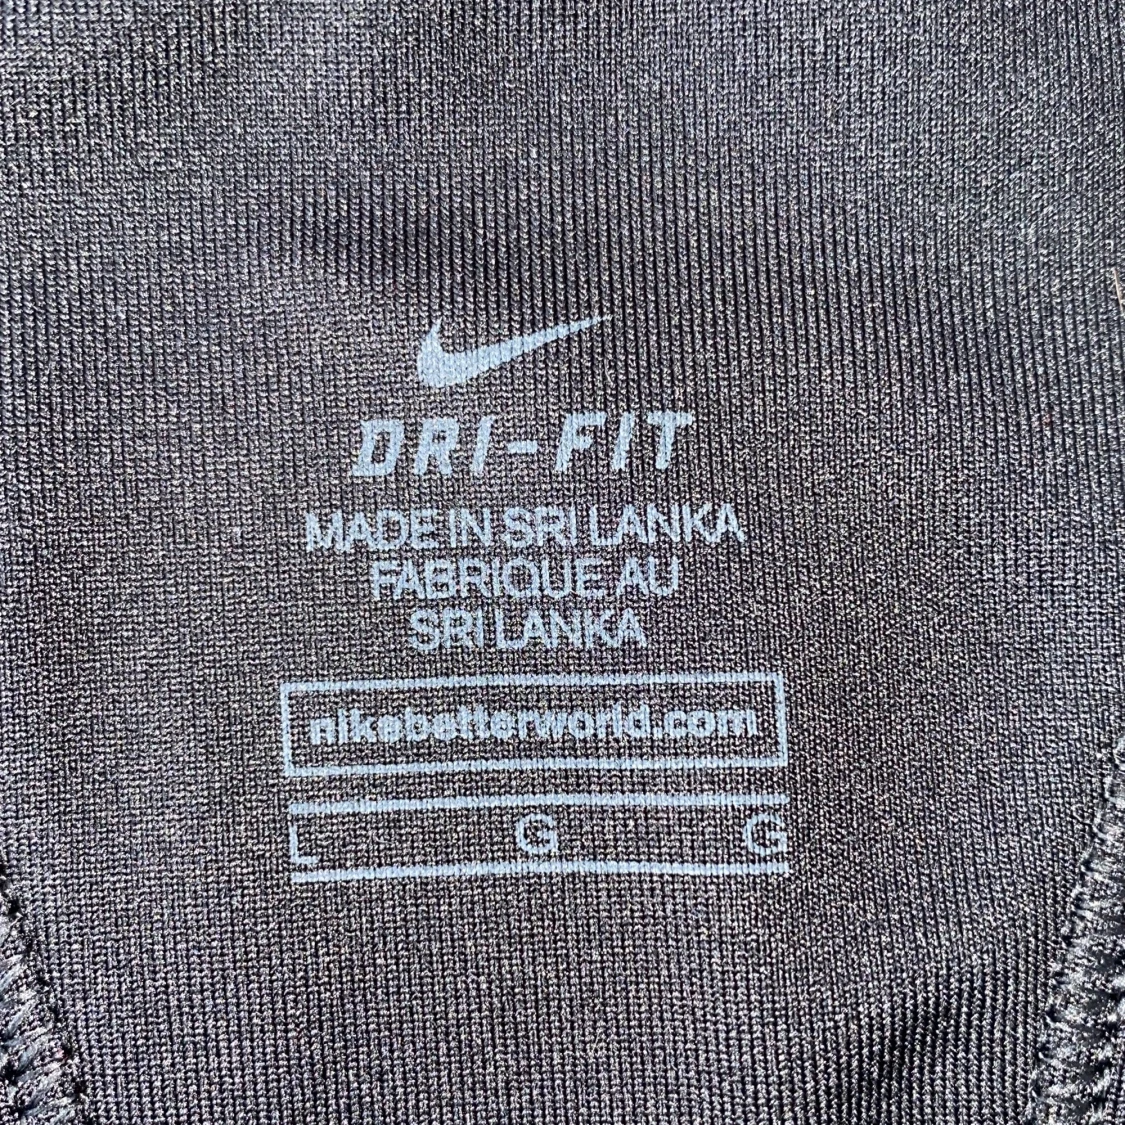 DRI-FIT
MADE IN SRI LANKA
FABRIQUE AU
SRI LANKA
nikebetterworld.com
L G G